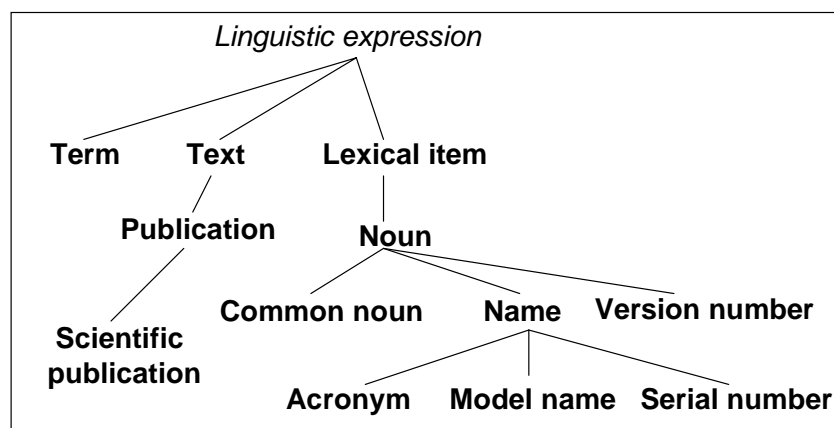 Linguistic expression
Term Text Lexical item
Publication Noun
Common noun Name Version number
Scientific
publication
Acronym Model name Serial number